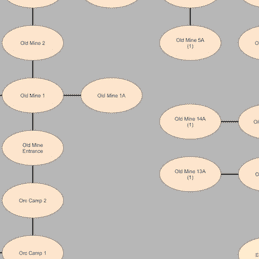 Old Mine 2
Old Mine 5A
(1)
Old Mine 1
Old Mine 1A
Old Mine 14A
(1)
Old Mine
Entrance
Old Mine 13A
(1)
Orc Camp 2
Orc Camp 1